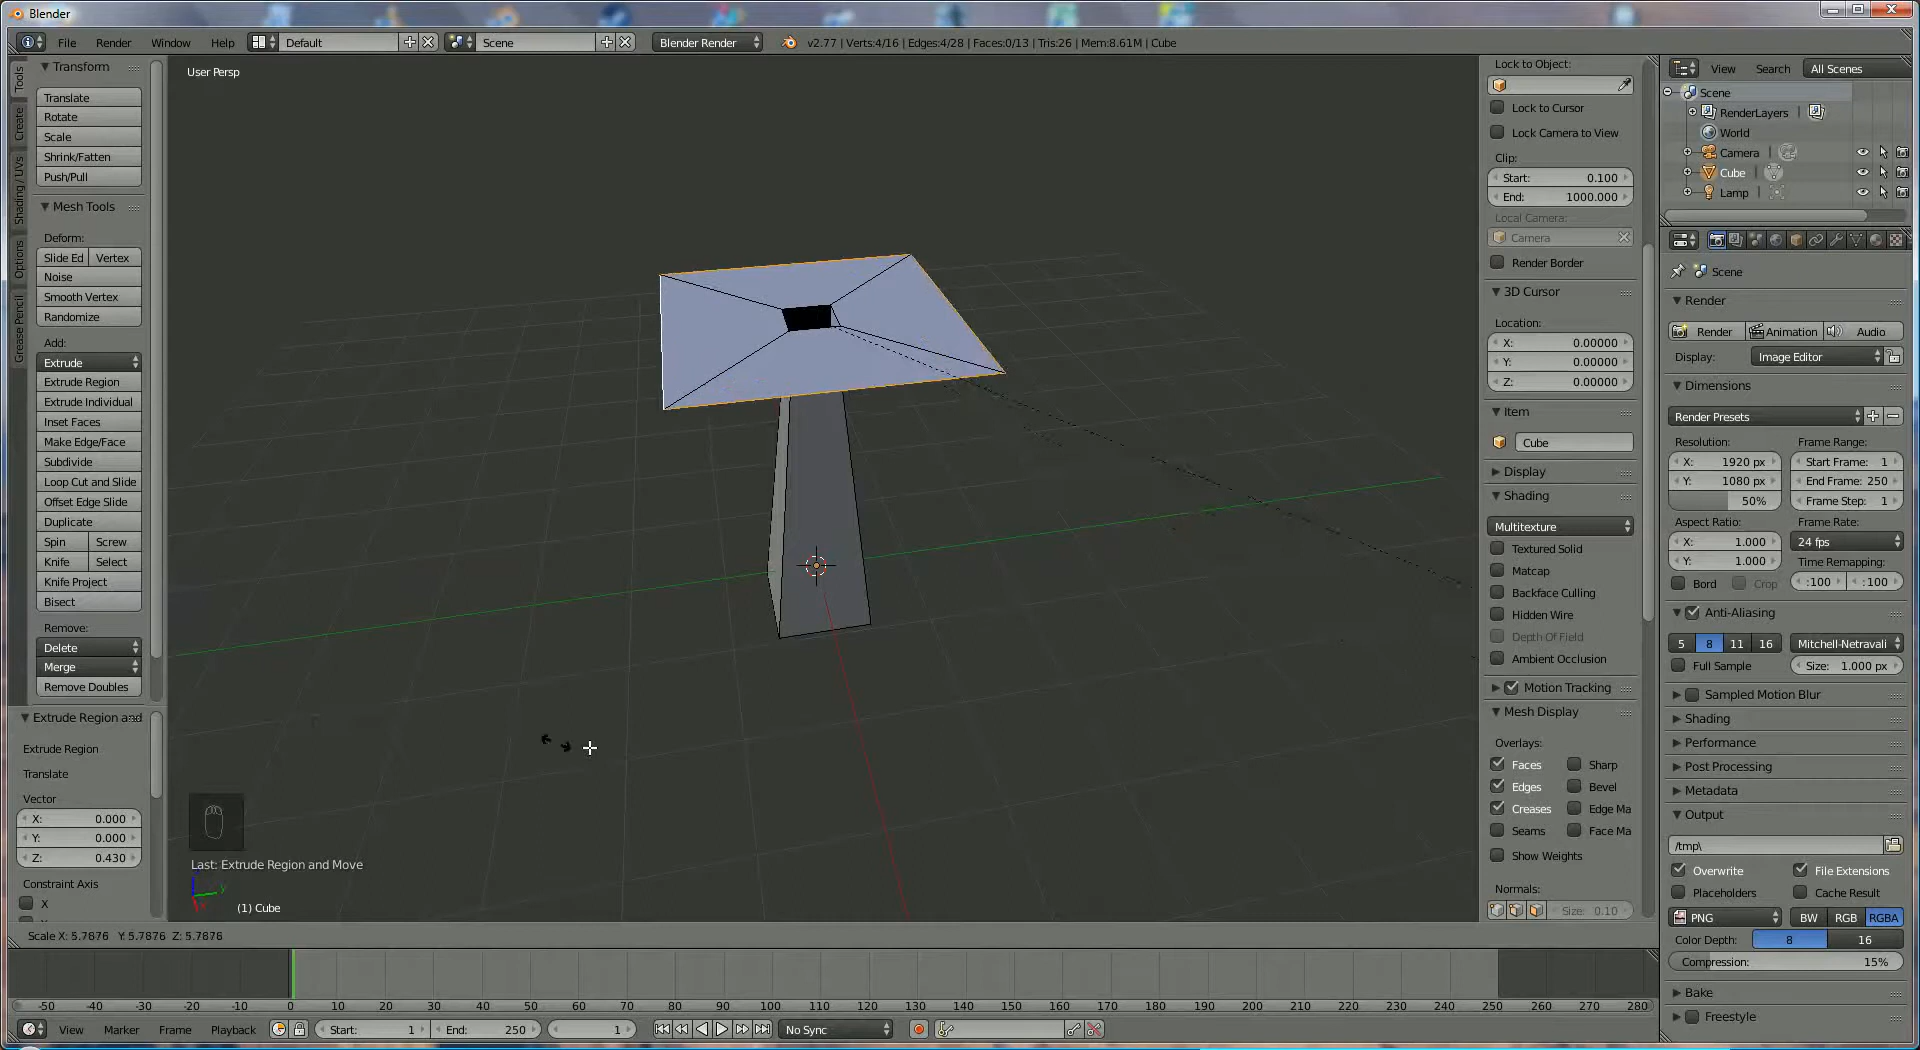 Blender
File Render Window Help Default Scene Blender Render v2.77 | Verts:4/16 | Edges:4/28 | Faces:0/13 | Tris:26 | Mem:8.61M | Cube
Tools
Create
Shading / UVs
Options
Grease Pencil
Transform
Translate
Rotate
Scale
Shrink/Fatten
Push/Pull
Mesh Tools
Deform:
Slide Ed Vertex
Noise
Smooth Vertex
Randomize
Add:
Extrude
Extrude Region
Extrude Individual
Inset Faces
Make Edge/Face
Subdivide
Loop Cut and Slide
Offset Edge Slide
Duplicate
Spin Screw
Knife Select
Knife Project
Bisect
Remove:
Delete
Merge
Remove Doubles
Extrude Region and
Extrude Region
Translate
Vector
X: 0.000
Y: 0.000
Z: 0.430
Constraint Axis
X
User Persp
Last: Extrude Region and Move
(1) Cube
Scale X: 5.7876 Y: 5.7876 Z: 5.7876
Lock to Object:
Lock to Cursor
Lock Camera to View
Clip:
Start: 0.100
End: 1000.000
Local Camera:
Camera
Render Border
3D Cursor
Location:
X: 0.00000
Y: 0.00000
Z: 0.00000
Item
Cube
Display
Shading
Multitexture
Textured Solid
Matcap
Backface Culling
Hidden Wire
Depth Of Field
Ambient Occlusion
Motion Tracking
Mesh Display
Overlays:
Faces Sharp
Edges Bevel
Creases Edge Ma
Seams Face Ma
Show Weights
Normals:
Size: 0.10
View Search All Scenes
Scene
RenderLayers |
World
Camera |
Cube |
Lamp |
Scene
Render
Render Animation Audio
Display: Image Editor
Dimensions
Render Presets
Resolution: Frame Range:
X: 1920 px Start Frame: 1
Y: 1080 px End Frame: 250
50% Frame Step: 1
Aspect Ratio: Frame Rate:
X: 1.000 24 fps
Y: 1.000 Time Remapping:
Bord Crop :100 :100
Anti-Aliasing
5 8 11 16 Mitchell-Netravali
Full Sample Size: 1.000 px
Sampled Motion Blur
Shading
Performance
Post Processing
Metadata
Output
/tmp\
Overwrite File Extensions
Placeholders Cache Result
PNG BW RGB RGBA
Color Depth: 8 16
Compression: 15%
Bake
Freestyle
-50 -40 -30 -20 -10 0 10 20 30 40 50 60 70 80 90 100 110 120 130 140 150 160 170 180 190 200 210 220 230 240 250 260 270 280
View Marker Frame Playback Start: 1 End: 250 1 No Sync